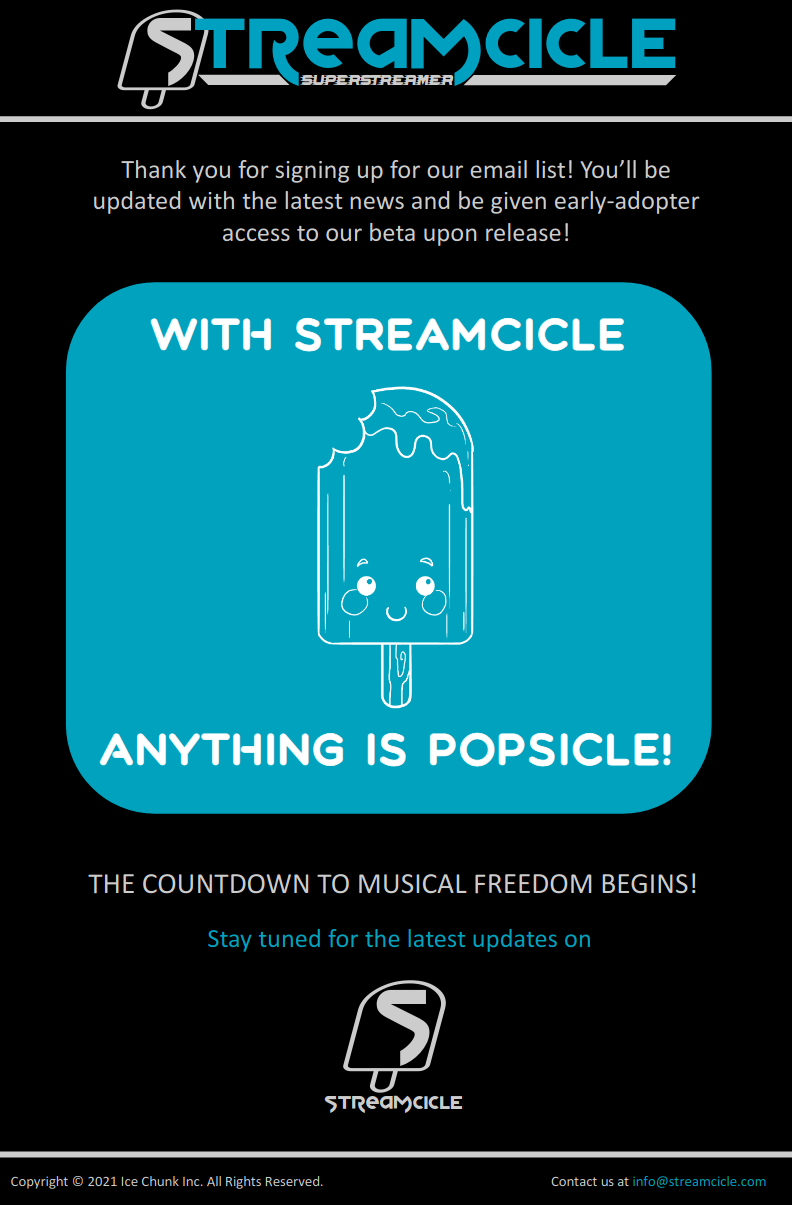 STREAMCICLE
SUPERSTREAMER
Thank you for signing up for our email list! You’ll be
updated with the latest news and be given early-adopter
access to our beta upon release!
WITH STREAMCICLE
ANYTHING IS POPSICLE!
THE COUNTDOWN TO MUSICAL FREEDOM BEGINS!
Stay tuned for the latest updates on
S
STREAMCICLE
Copyright © 2021 Ice Chunk Inc. All Rights Reserved.
Contact us at info@streamcicle.com